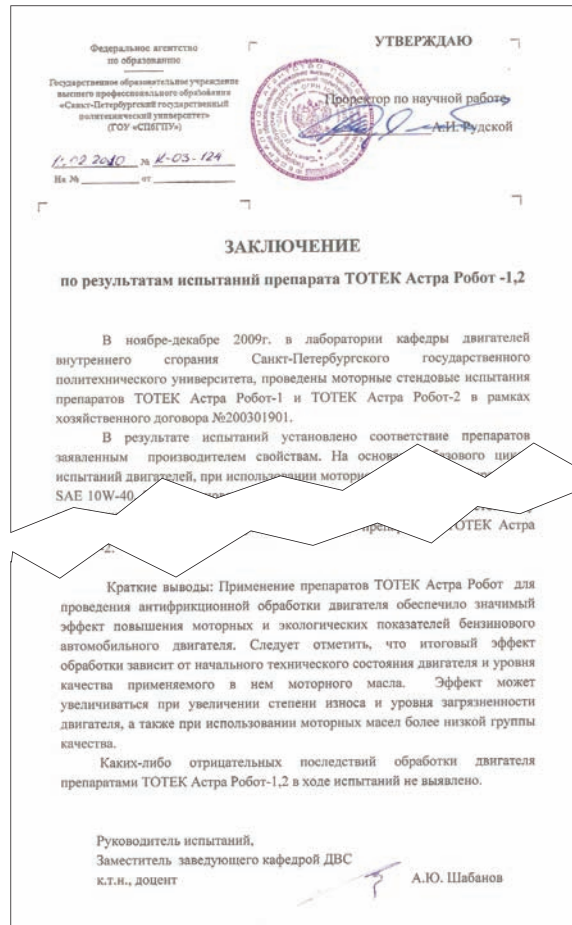 Федеральное агентство
по образованию
Государственное образовательное учреждение
высшего профессионального образования
«Санкт-Петербургский государственный
политехнический университет»
(ГОУ «СПбГПУ»)
02 2010 № К-03-124
На № от
УТВЕРЖДАЮ
Проректор по научной работе
А.И. Рудской
ЗАКЛЮЧЕНИЕ
по результатам испытаний препарата ТОТЕК Астра Робот -1,2
В ноябре-декабре 2009г. в лаборатории кафедры двигателей
внутреннего сгорания Санкт-Петербургского государственного
политехнического университета, проведены моторные стендовые испытания
препаратов ТОТЕК Астра Робот-1 и ТОТЕК Астра Робот-2 в рамках
хозяйственного договора №200301901.
В результате испытаний установлено соответствие препаратов
заявленным производителем свойствам. На
испытаний двигателей, при использовании
SAE 10W-40
ТОТЕК Астра
Краткие выводы: Применение препаратов ТОТЕК Астра Робот для
проведения антифрикционной обработки двигателя обеспечило значимый
эффект повышения моторных и экологических показателей бензинового
автомобильного двигателя. Следует отметить, что итоговый эффект
обработки зависит от начального технического состояния двигателя и уровня
качества применяемого в нем моторного масла. Эффект может
увеличиваться при увеличении степени износа и уровня загрязненности
двигателя, а также при использовании моторных масел более низкой группы
качества.
Каких-либо отрицательных последствий обработки двигателя
препаратами ТОТЕК Астра Робот-1,2 в ходе испытаний не выявлено.
Руководитель испытаний,
Заместитель заведующего кафедрой ДВС
к.т.н., доцент А.Ю. Шабанов